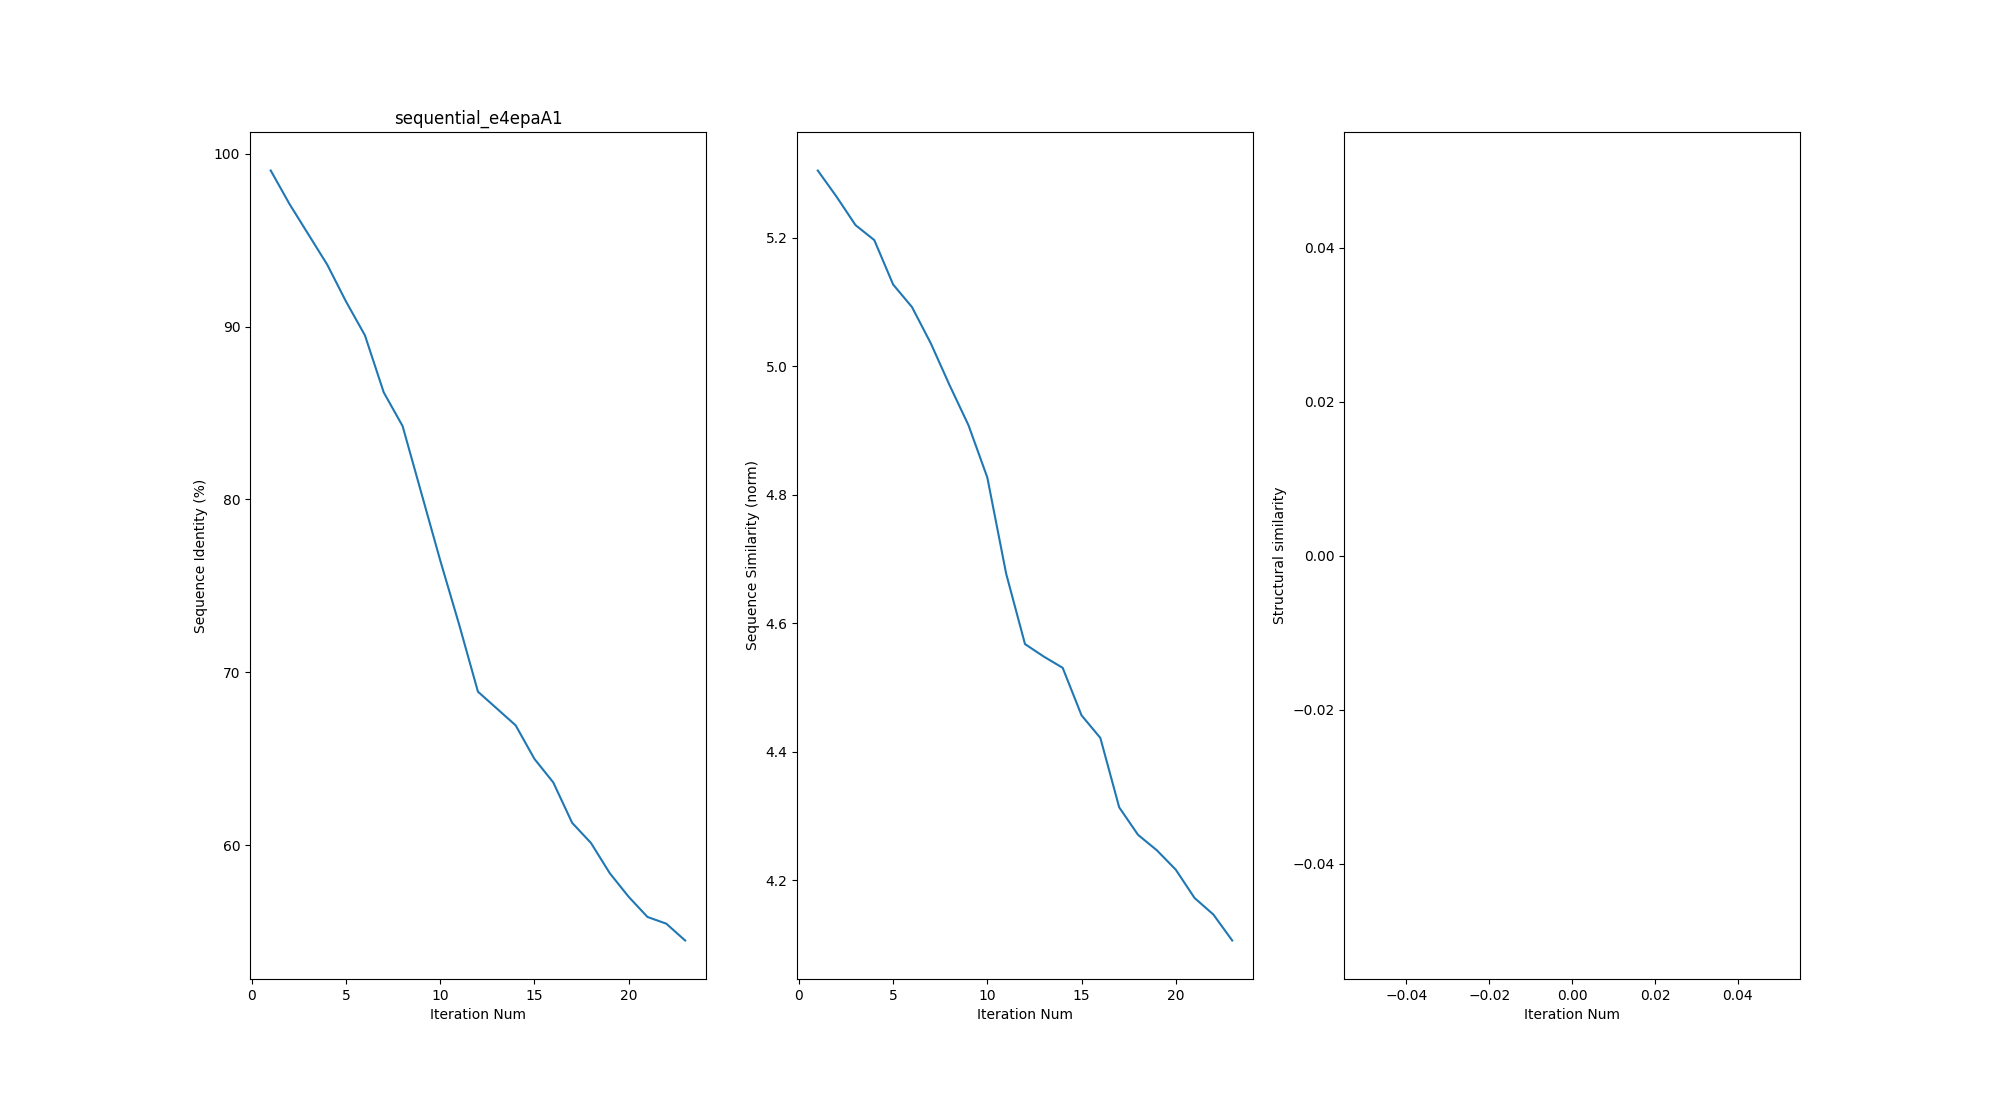 sequential_e4epaA1
100
90
80
70
60
Sequence Identity (%)
0 5 10 15 20
Iteration Num
5.2
5.0
4.8
4.6
4.4
4.2
Sequence Similarity (norm)
0 5 10 15 20
Iteration Num
0.04
0.02
0.00
−0.02
−0.04
Structural similarity
−0.04 −0.02 0.00 0.02 0.04
Iteration Num